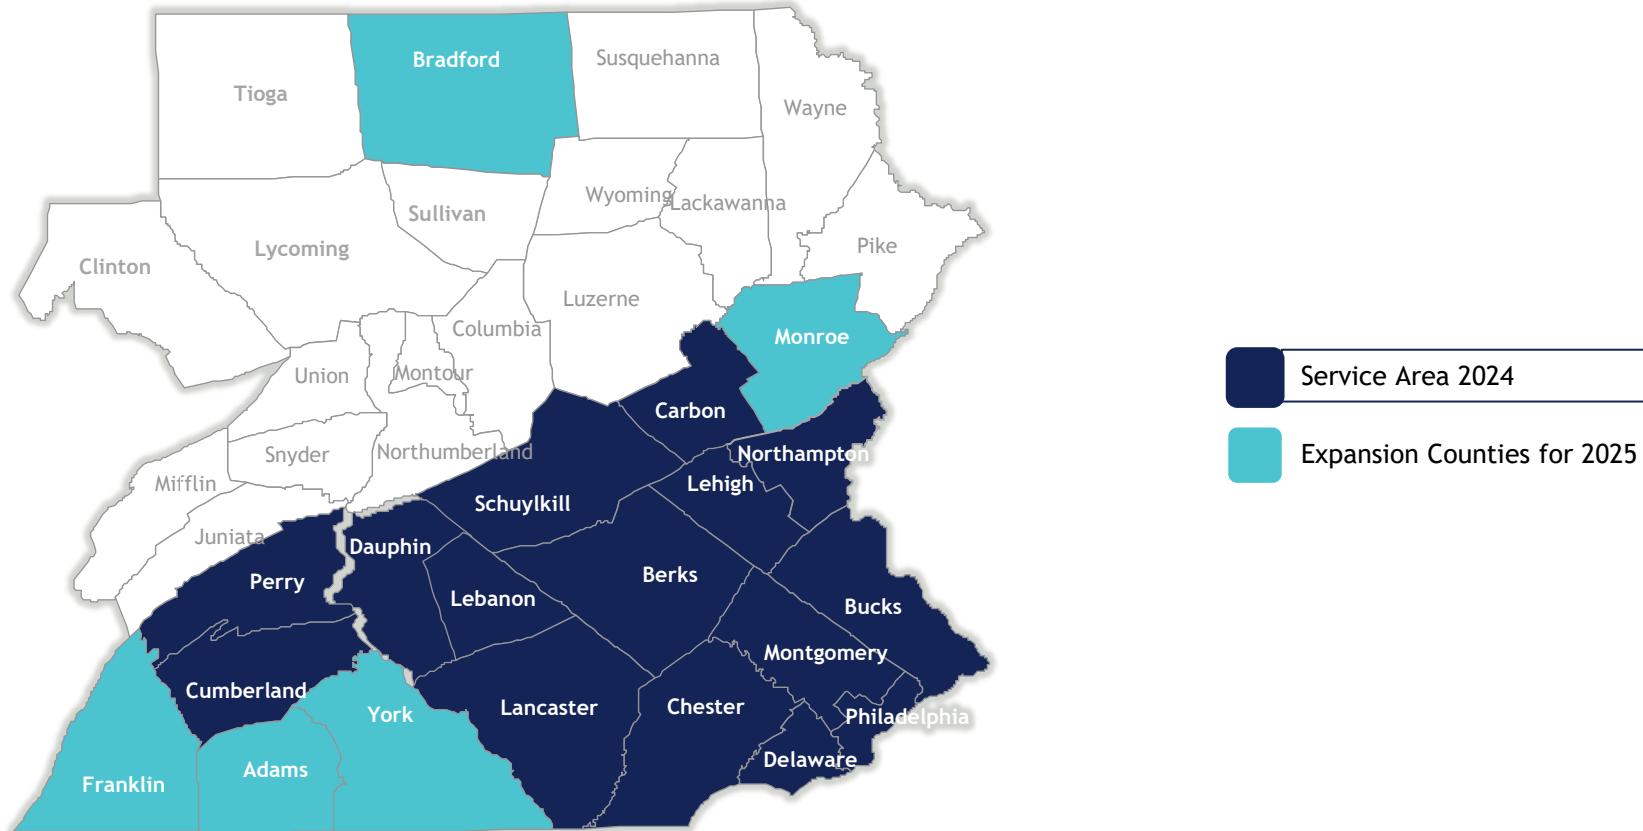 Bradford
Susquehanna
Tioga
Wayne
Wyoming
Lackawanna
Sullivan
Lycoming
Pike
Clinton
Luzerne
Columbia
Monroe
Union
Montour
Service Area 2024
Carbon
Northumberland
Northampton
Snyder
Expansion Counties for 2025
Mifflin
Lehigh
Schuylkill
Juniata
Dauphin
Perry
Berks
Lebanon
Bucks
Montgomery
Cumberland
Lancaster
Chester
York
Philadelphia
Delaware
Adams
Franklin